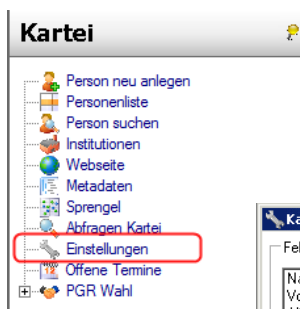 Kartei
Person neu anlegen
Personenliste
Person suchen
Institutionen
Webseite
Metadaten
Sprengel
Abfragen Kartei
Einstellungen
Offene Termine
PGR Wahl